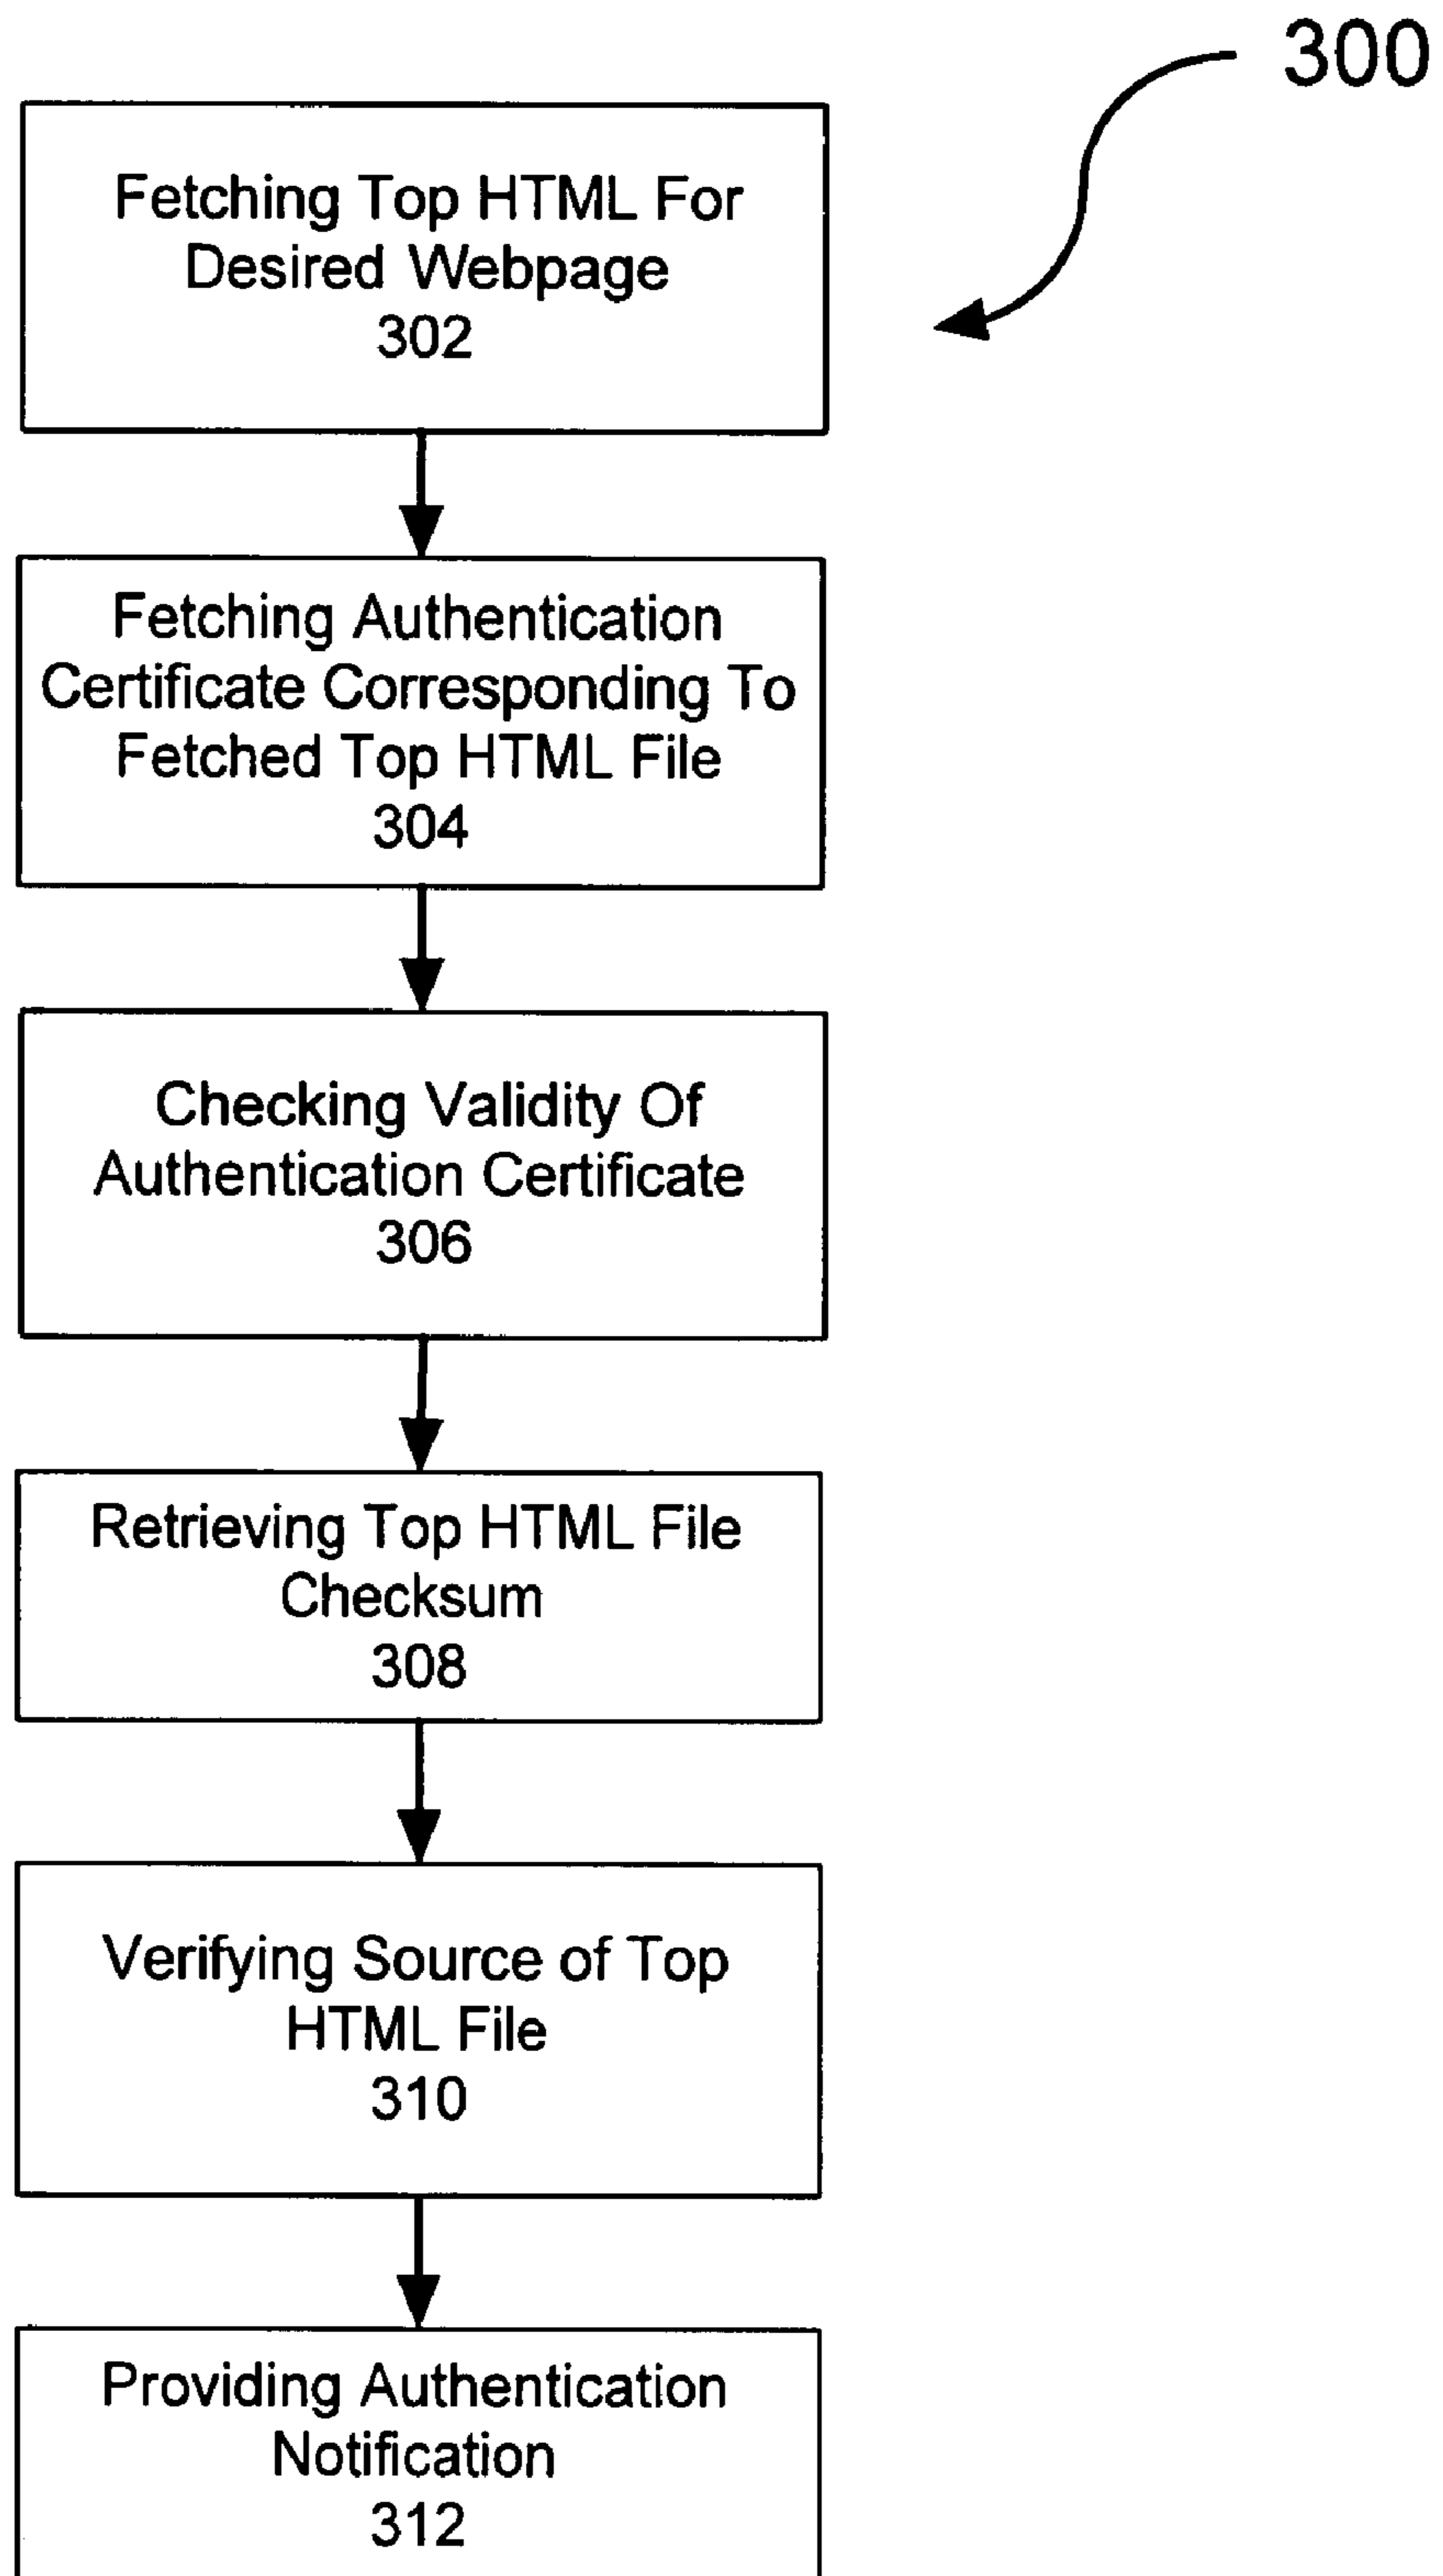 300
Fetching Top HTML For
Desired Webpage
302
Fetching Authentication
Certificate Corresponding To
Fetched Top HTML File
304
Checking Validity Of
Authentication Certificate
306
Retrieving Top HTML File
Checksum
308
Verifying Source of Top
HTML File
310
Providing Authentication
Notification
312